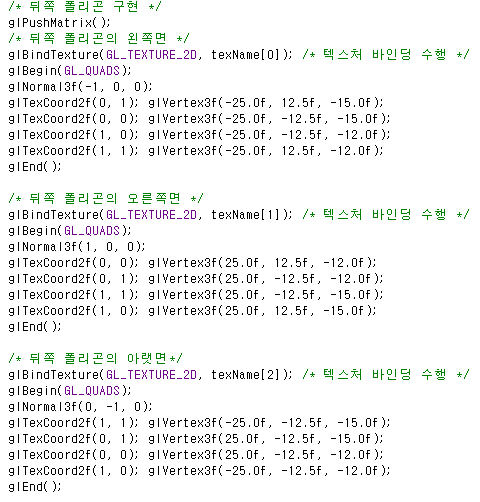 /* 뒤쪽 폴리곤 구현 */
glPushMatrix();
/* 뒤쪽 폴리곤의 왼쪽면 */
glBindTexture(GL_TEXTURE_2D, texName[0]); /* 텍스처 바인딩 수행 */
glBegin(GL_QUADS);
glNormal3f(-1, 0, 0);
glTexCoord2f(0, 1); glVertex3f(-25.0f, 12.5f, -15.0f);
glTexCoord2f(0, 0); glVertex3f(-25.0f, -12.5f, -15.0f);
glTexCoord2f(1, 0); glVertex3f(-25.0f, -12.5f, -12.0f);
glTexCoord2f(1, 1); glVertex3f(-25.0f, 12.5f, -12.0f);
glEnd();
/* 뒤쪽 폴리곤의 오른쪽면 */
glBindTexture(GL_TEXTURE_2D, texName[1]); /* 텍스처 바인딩 수행 */
glBegin(GL_QUADS);
glNormal3f(1, 0, 0);
glTexCoord2f(0, 0); glVertex3f(25.0f, 12.5f, -12.0f);
glTexCoord2f(0, 1); glVertex3f(25.0f, -12.5f, -12.0f);
glTexCoord2f(1, 1); glVertex3f(25.0f, -12.5f, -15.0f);
glTexCoord2f(1, 0); glVertex3f(25.0f, 12.5f, -15.0f);
glEnd();
/* 뒤쪽 폴리곤의 아랫면*/
glBindTexture(GL_TEXTURE_2D, texName[2]); /* 텍스처 바인딩 수행 */
glBegin(GL_QUADS);
glNormal3f(0, -1, 0);
glTexCoord2f(1, 1); glVertex3f(-25.0f, -12.5f, -15.0f);
glTexCoord2f(0, 1); glVertex3f(25.0f, -12.5f, -15.0f);
glTexCoord2f(0, 0); glVertex3f(25.0f, -12.5f, -12.0f);
glTexCoord2f(1, 0); glVertex3f(-25.0f, -12.5f, -12.0f);
glEnd();